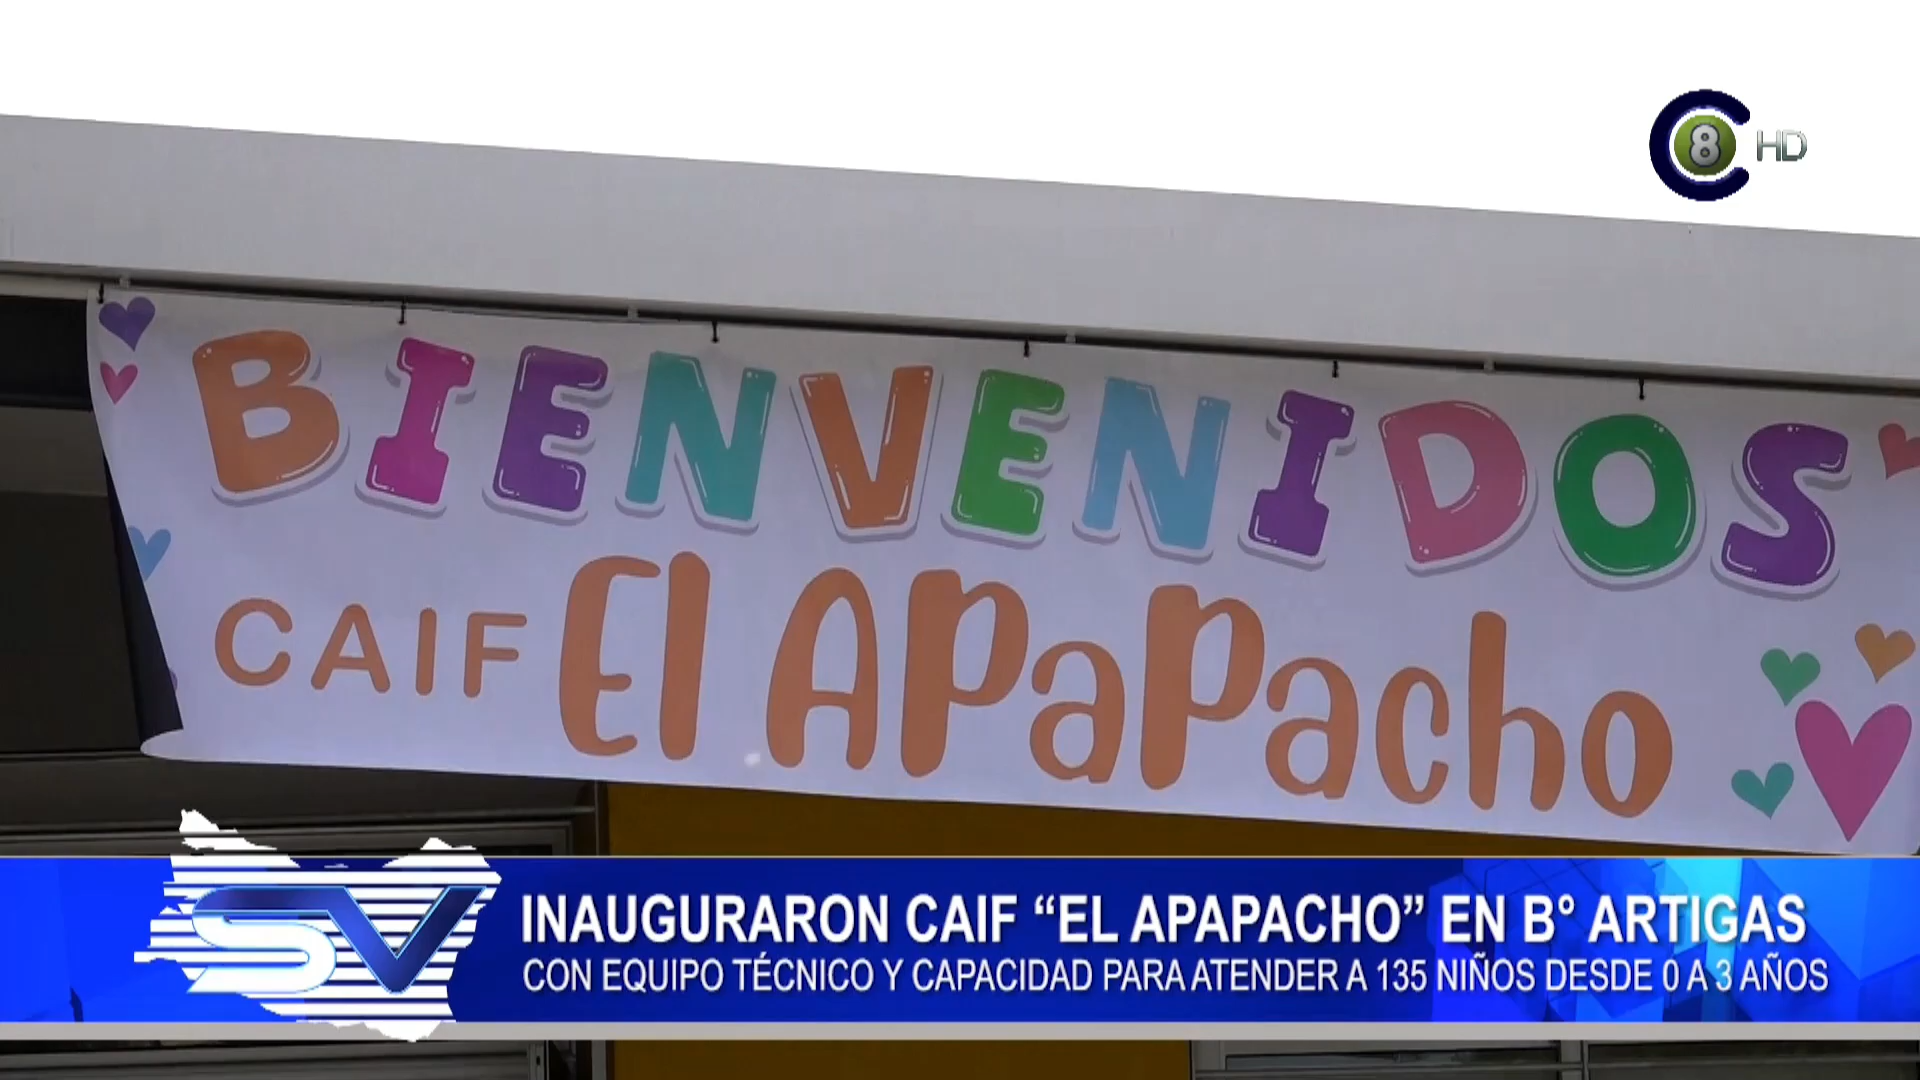 C 8 HD
BIENVENIDOS
CAIF El APaPacho
SV
INAUGURARON CAIF “EL APAPACHO” EN B° ARTIGAS
CON EQUIPO TÉCNICO Y CAPACIDAD PARA ATENDER A 135 NIÑOS DESDE 0 A 3 AÑOS